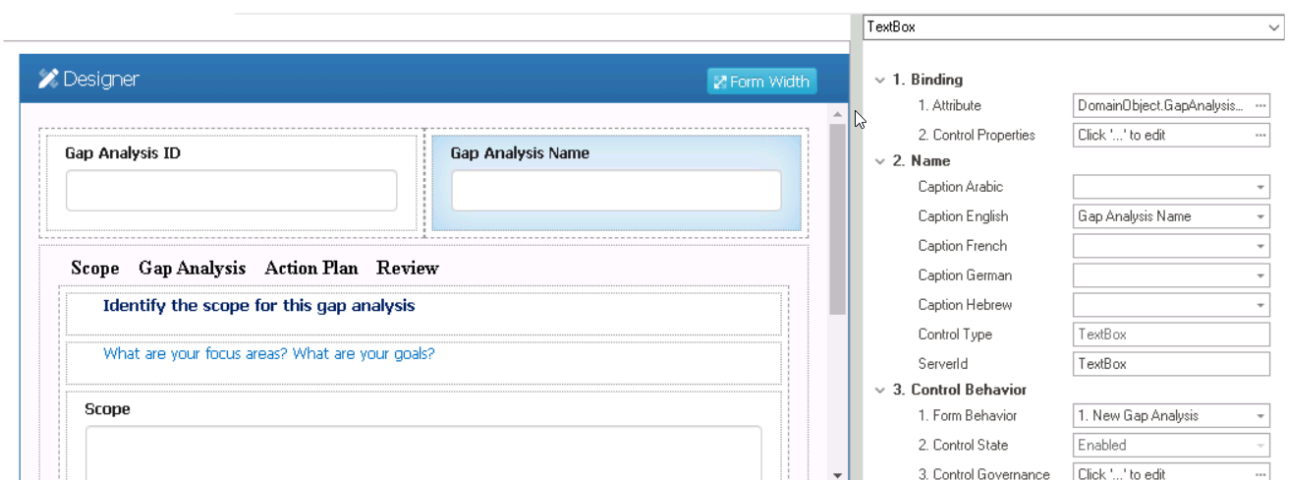 TextBox
Designer
Form Width
Gap Analysis ID
Gap Analysis Name
Scope Gap Analysis Action Plan Review
Identify the scope for this gap analysis
What are your focus areas? What are your goals?
Scope
1. Binding
1. Attribute DomainObject.GapAnalysis... ...
2. Control Properties Click '...' to edit ...
2. Name
Caption Arabic
Caption English Gap Analysis Name
Caption French
Caption German
Caption Hebrew
Control Type TextBox
ServerId TextBox
3. Control Behavior
1. Form Behavior 1. New Gap Analysis
2. Control State Enabled
3. Control Governance Click '...' to edit ...